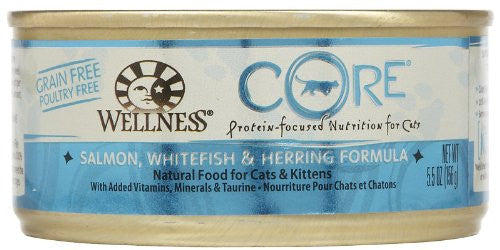 GRAIN FREE
POULTRY FREE
WELLNESS®
CORE®
Protein-focused Nutrition for Cats
SALMON, WHITEFISH & HERRING FORMULA
Natural Food for Cats & Kittens
With Added Vitamins, Minerals & Taurine • Nourriture Pour Chats et Chatons
NET WT
5.5 OZ (156 g)